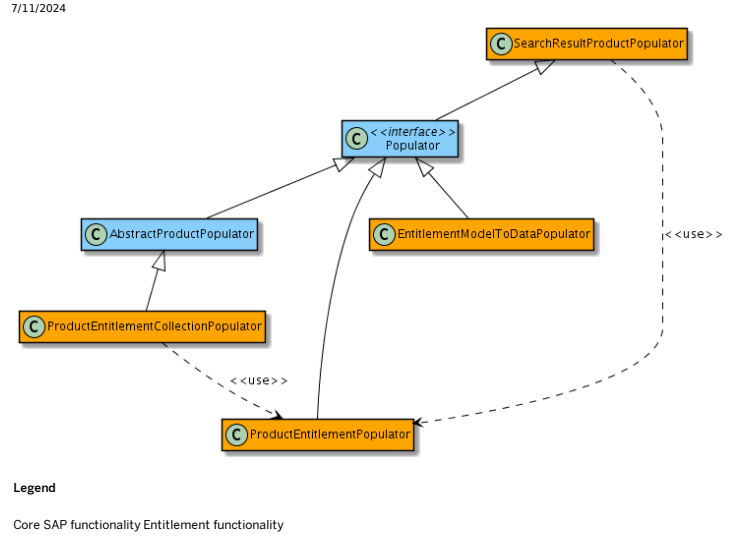 7/11/2024
C SearchResultProductPopulator
C <<interface>>
Populator
C AbstractProductPopulator
C EntitlementModelToDataPopulator
<<use>>
C ProductEntitlementCollectionPopulator
<<use>>
C ProductEntitlementPopulator
Legend
Core SAP functionality Entitlement functionality